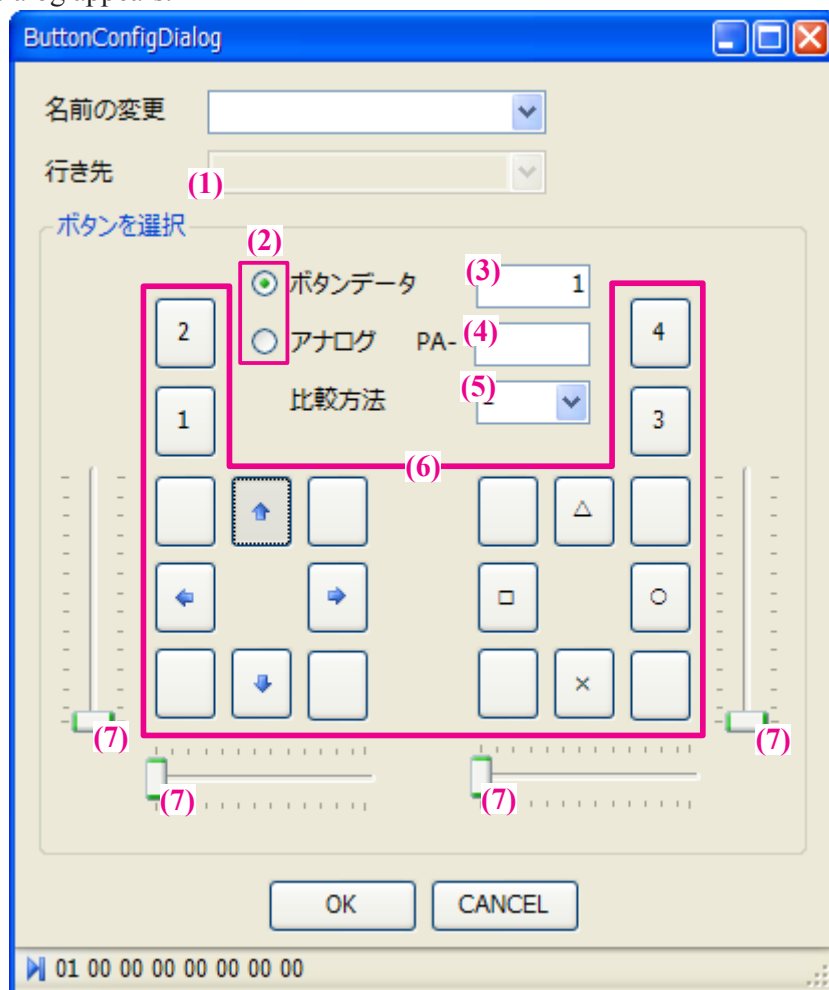 dialog appears.
ButtonConfigDialog
名前の変更
行き先 (1)
ボタンを選択
(2)
ボタンデータ (3) 1
アナログ PA- (4)
比較方法 (5)
2 4
1 3
(6)
△
□ ○
×
(7) (7)
(7) (7)
OK CANCEL
01 00 00 00 00 00 00 00